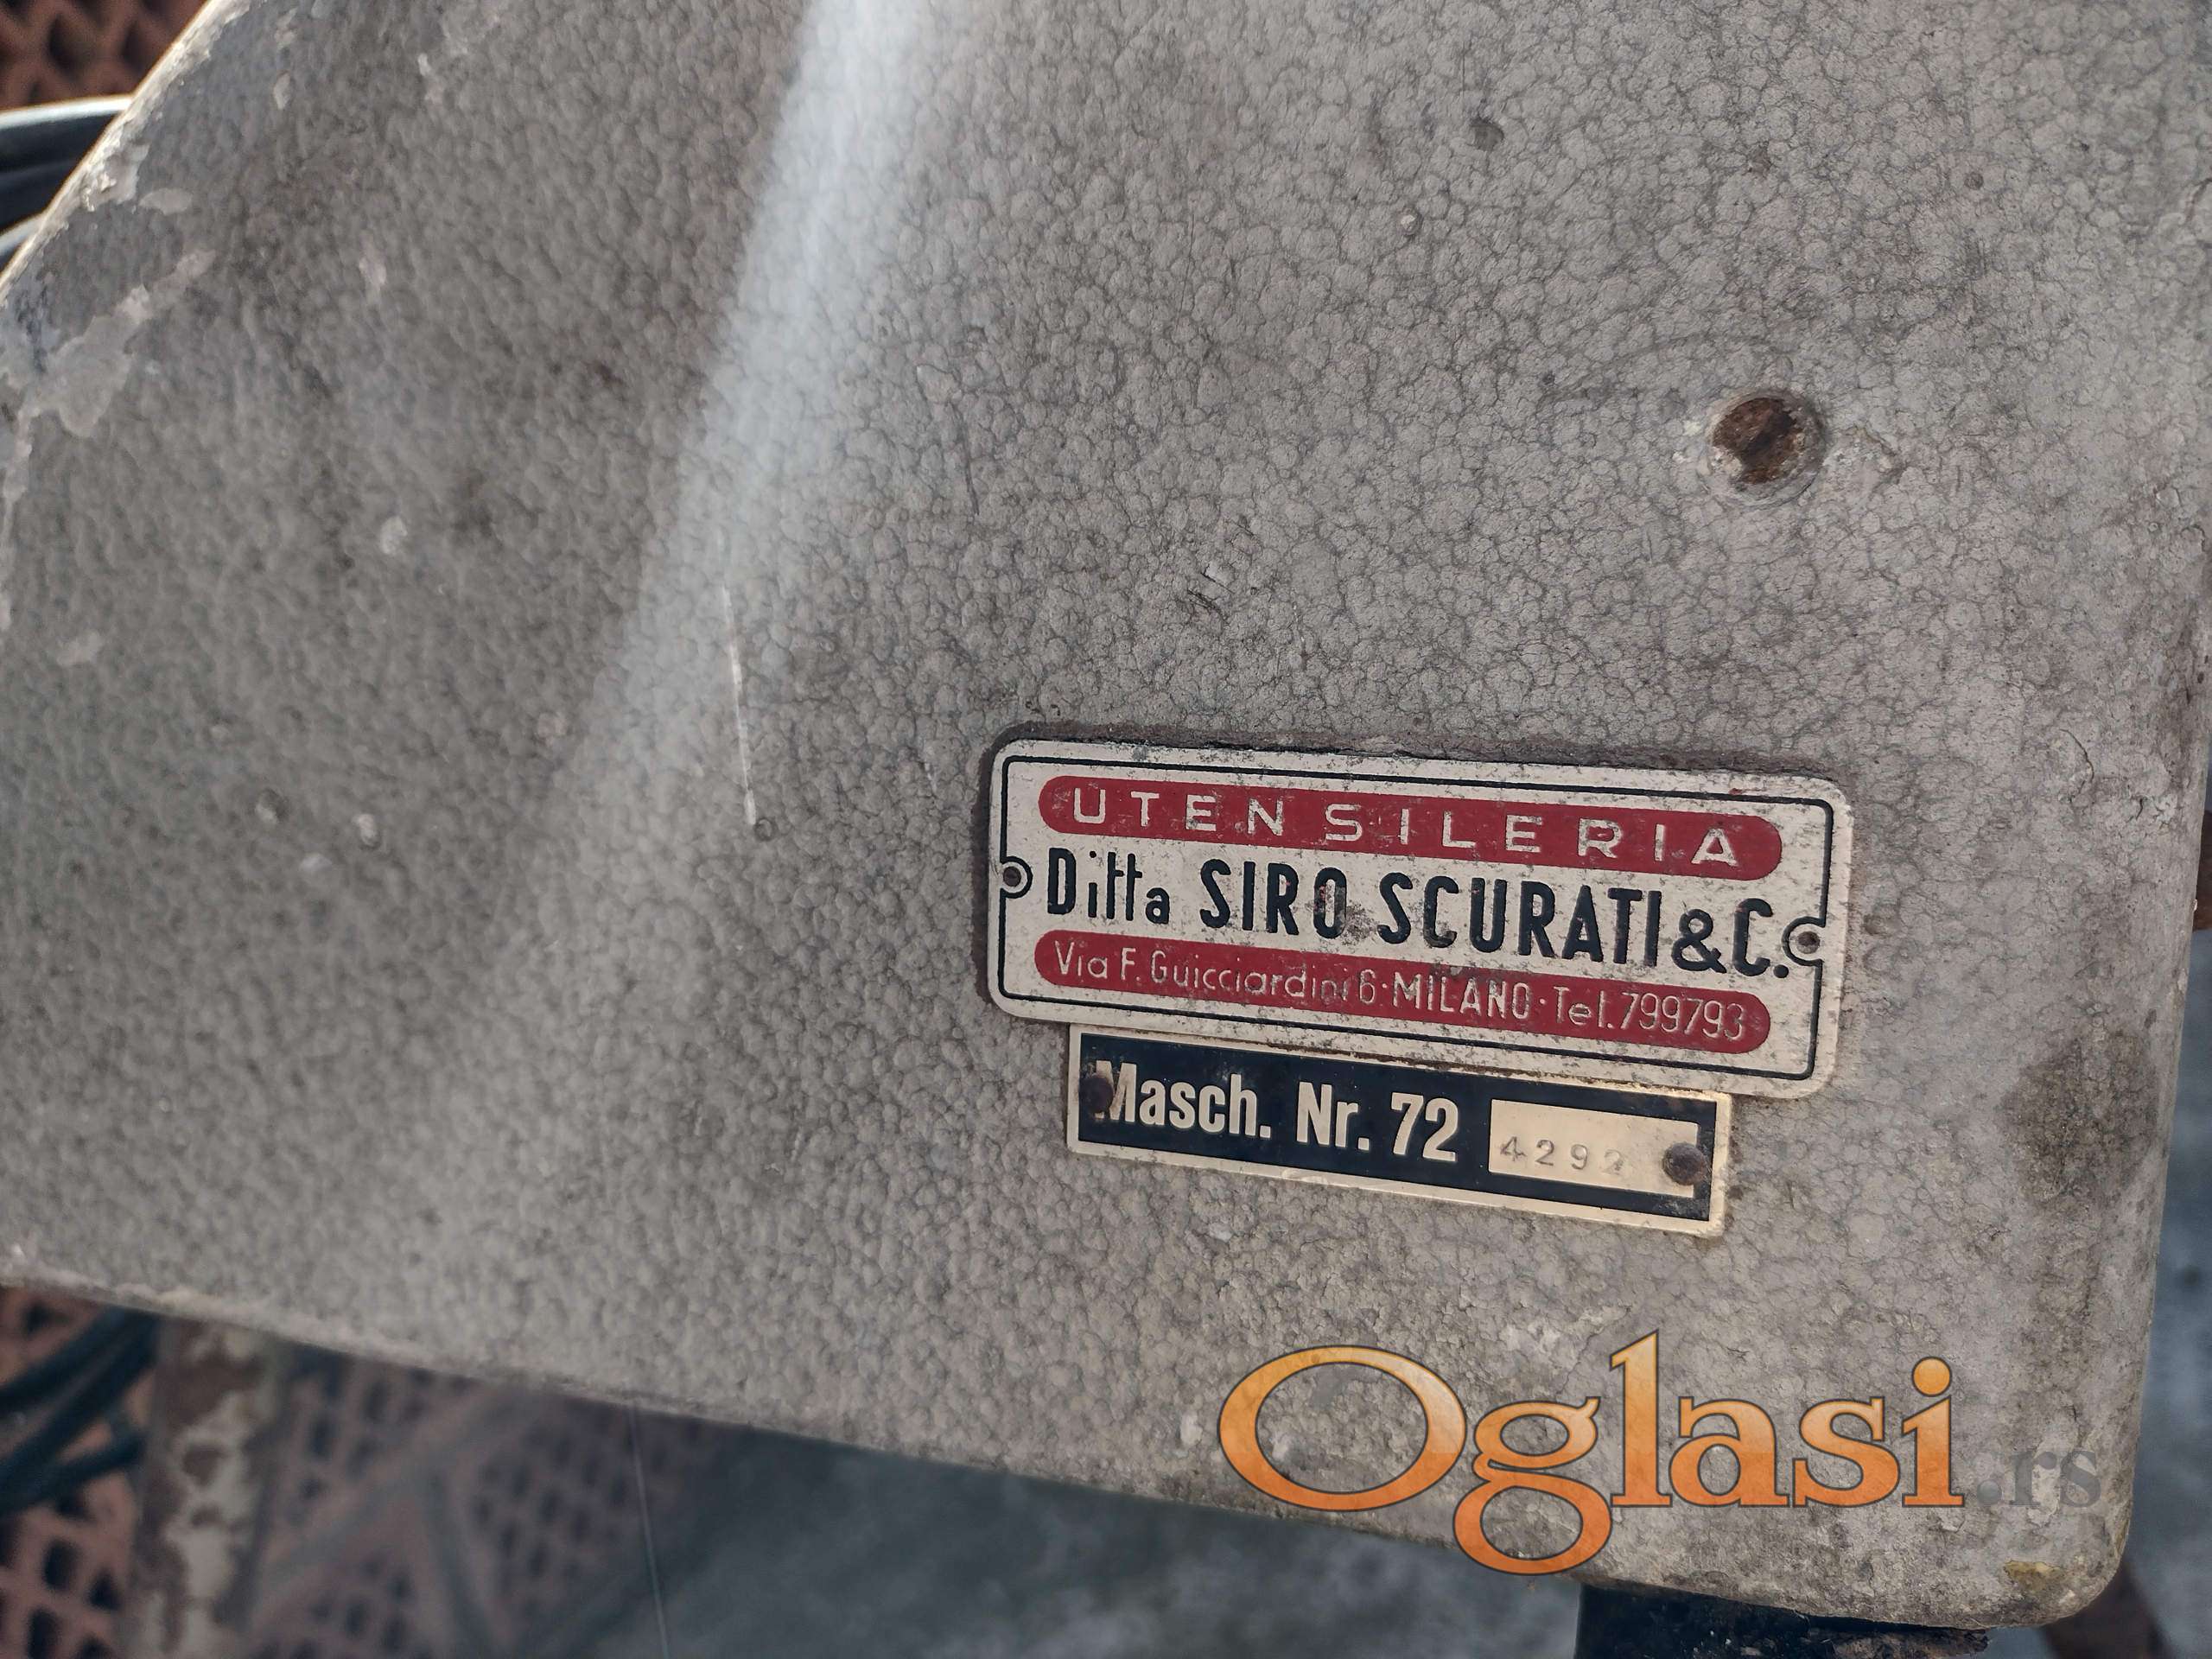 UTENSILERIA
Ditta SIRO SCURATI & C.
Via F. Guicciardini 6 · MILANO · Tel. 799793
Masch. Nr. 72 4292
Oglasi.rs